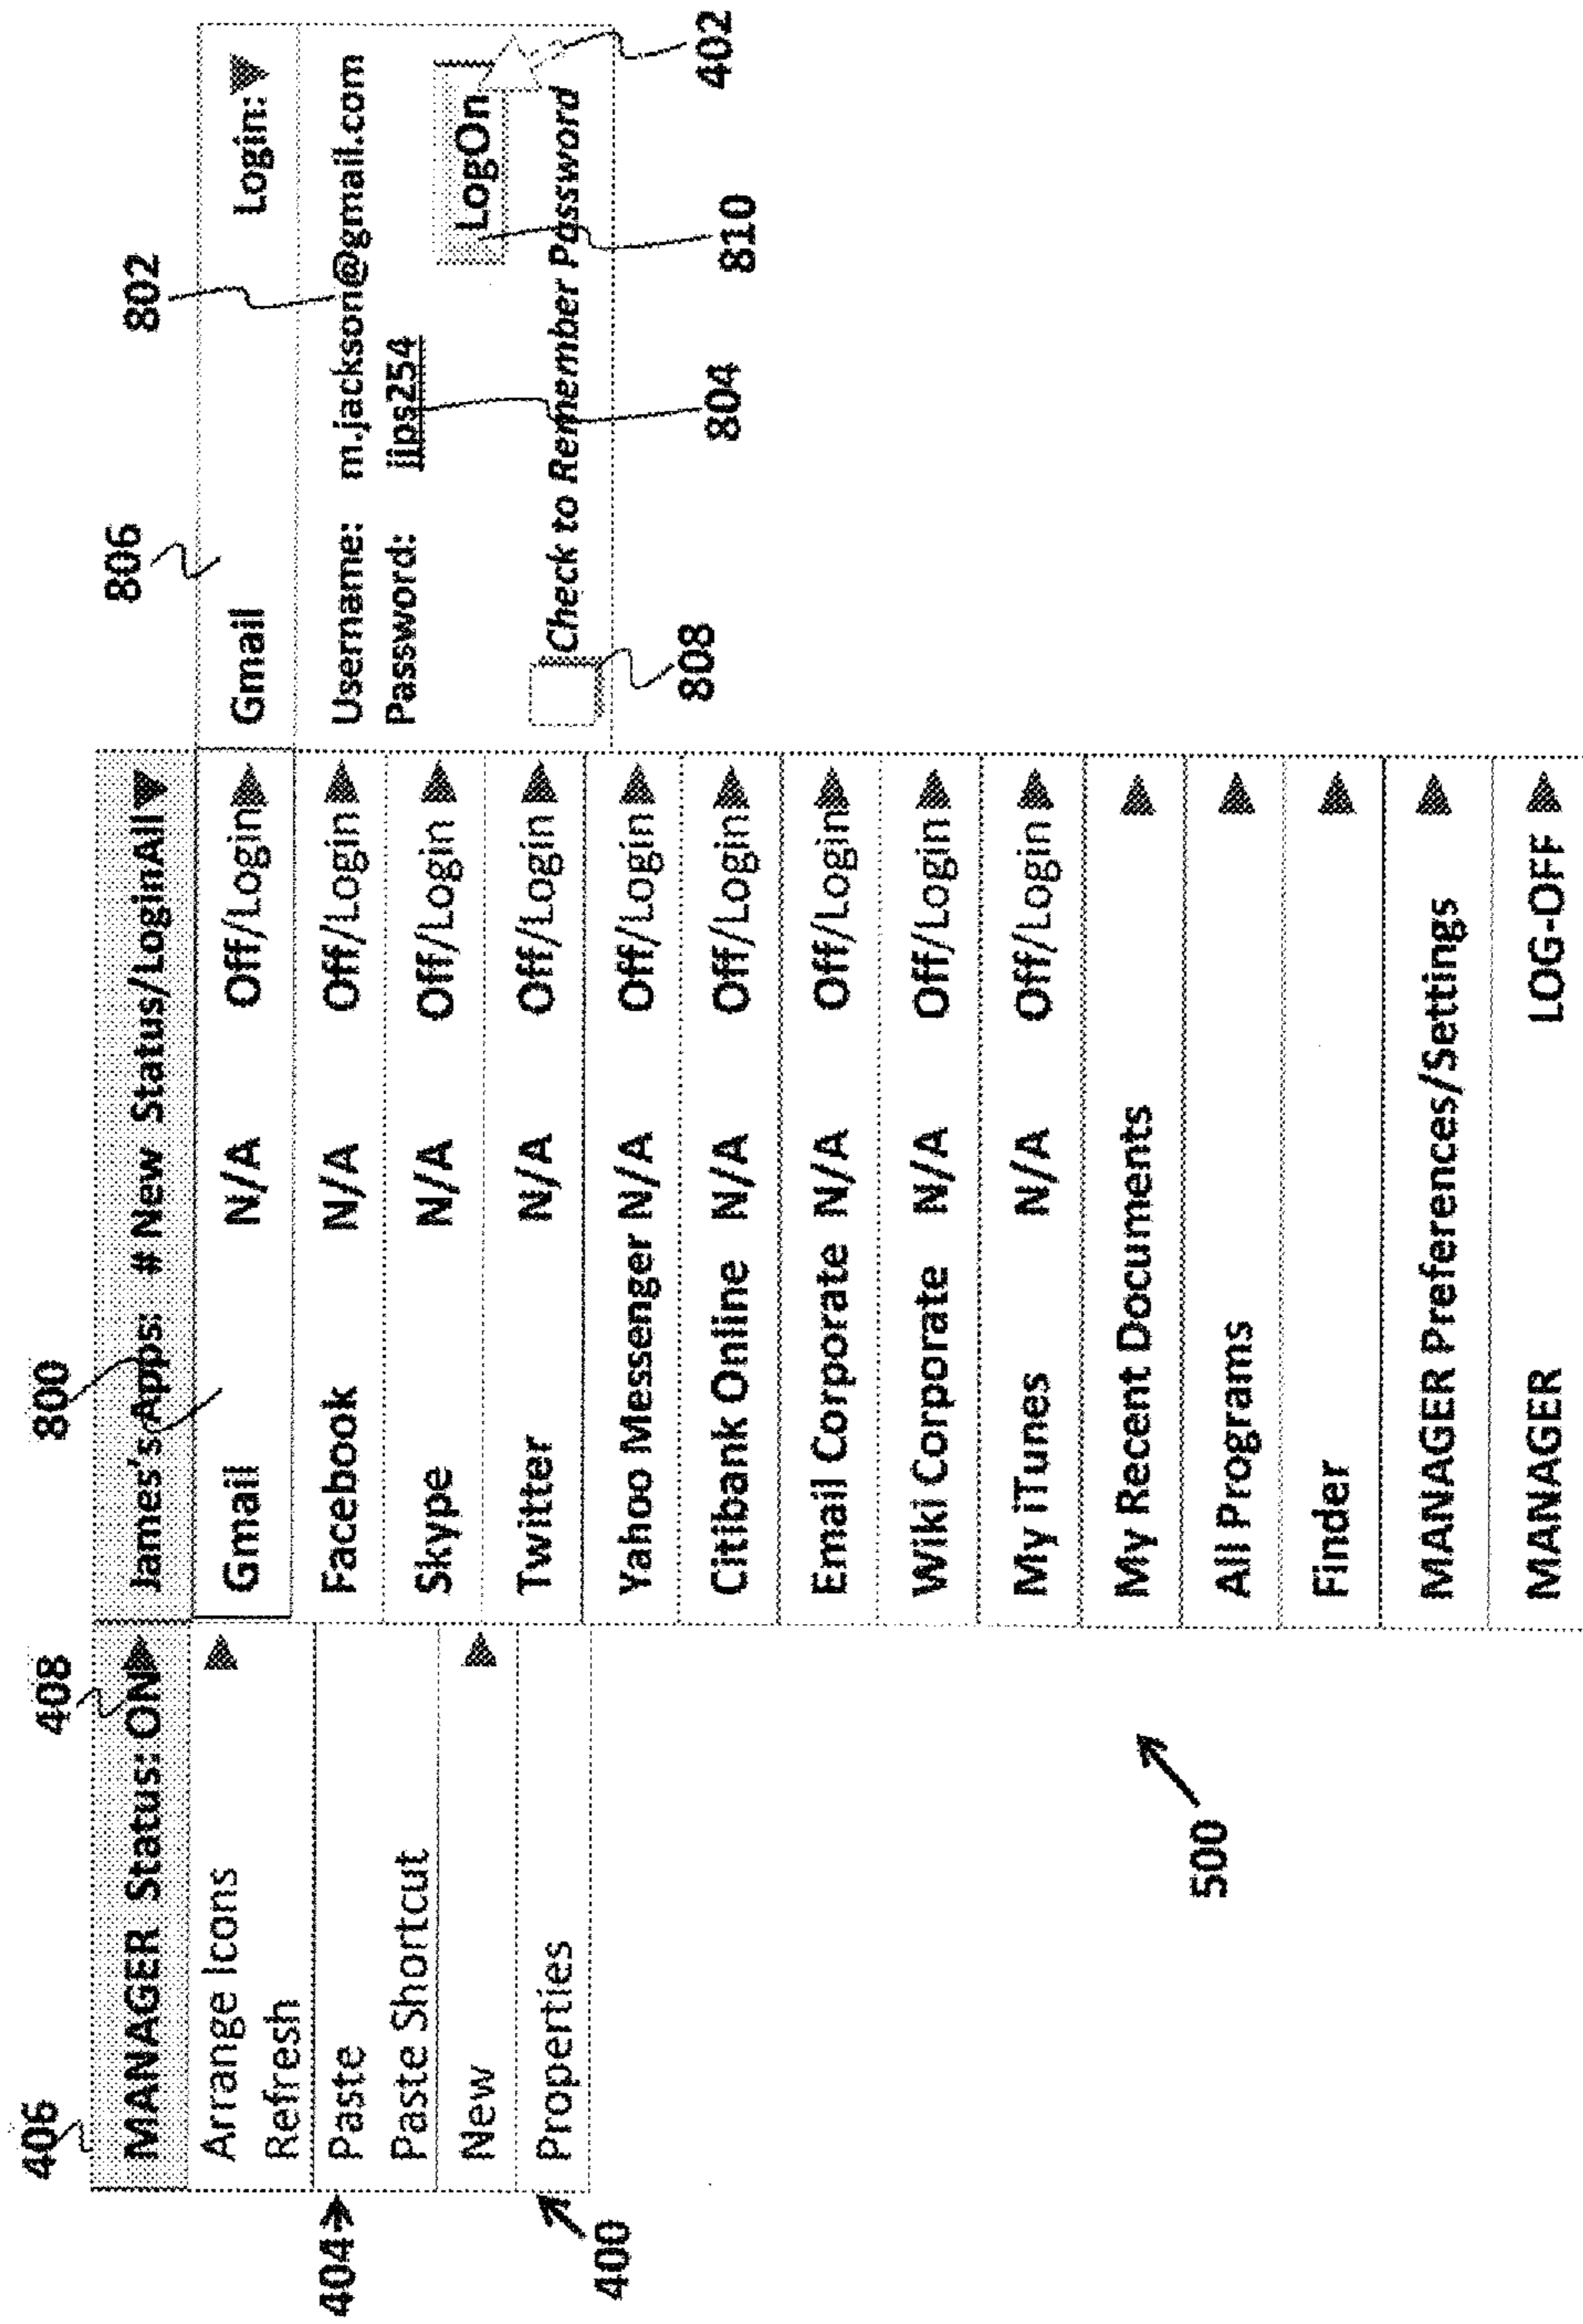 406
408
800
806
802
MANAGER Status: ON
Arrange Icons
Refresh
Paste
Paste Shortcut
New
Properties
404
400
James's Apps: # New Status/LoginAll
Gmail N/A Off/Login
Facebook N/A Off/Login
Skype N/A Off/Login
Twitter N/A Off/Login
Yahoo Messenger N/A Off/Login
Citibank Online N/A Off/Login
Email Corporate N/A Off/Login
Wiki Corporate N/A Off/Login
My iTunes N/A Off/Login
My Recent Documents
All Programs
Finder
MANAGER Preferences/Settings
MANAGER LOG-OFF
500
Gmail Login:
Username: m.jackson@gmail.com
Password:
LogOn
Check to Remember Password
808
804
810
402